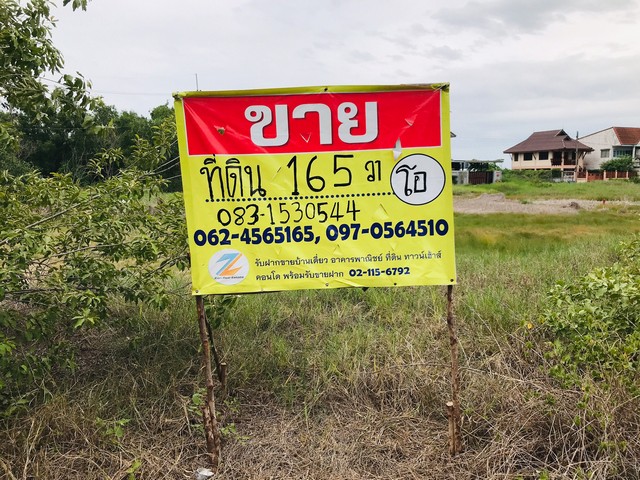 ขาย
ที่ดิน 165 วา โอ
083-1530544
062-4565165, 097-0564510
รับฝากขายบ้านเดี่ยว อาคารพาณิชย์ ที่ดิน ทาวน์เฮ้าส์
คอนโด พร้อมรับขายฝาก 02-115-6792